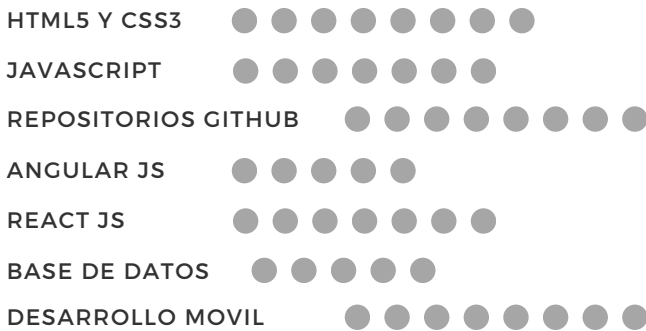 HTML5 Y CSS3
JAVASCRIPT
REPOSITORIOS GITHUB
ANGULAR JS
REACT JS
BASE DE DATOS
DESARROLLO MOVIL